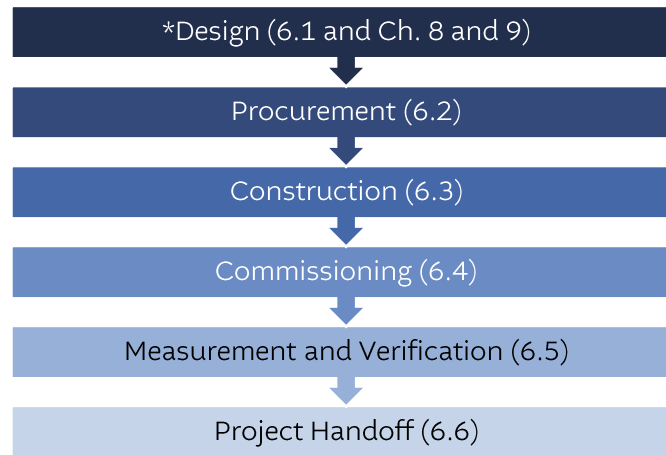 *Design (6.1 and Ch. 8 and 9)
Procurement (6.2)
Construction (6.3)
Commissioning (6.4)
Measurement and Verification (6.5)
Project Handoff (6.6)